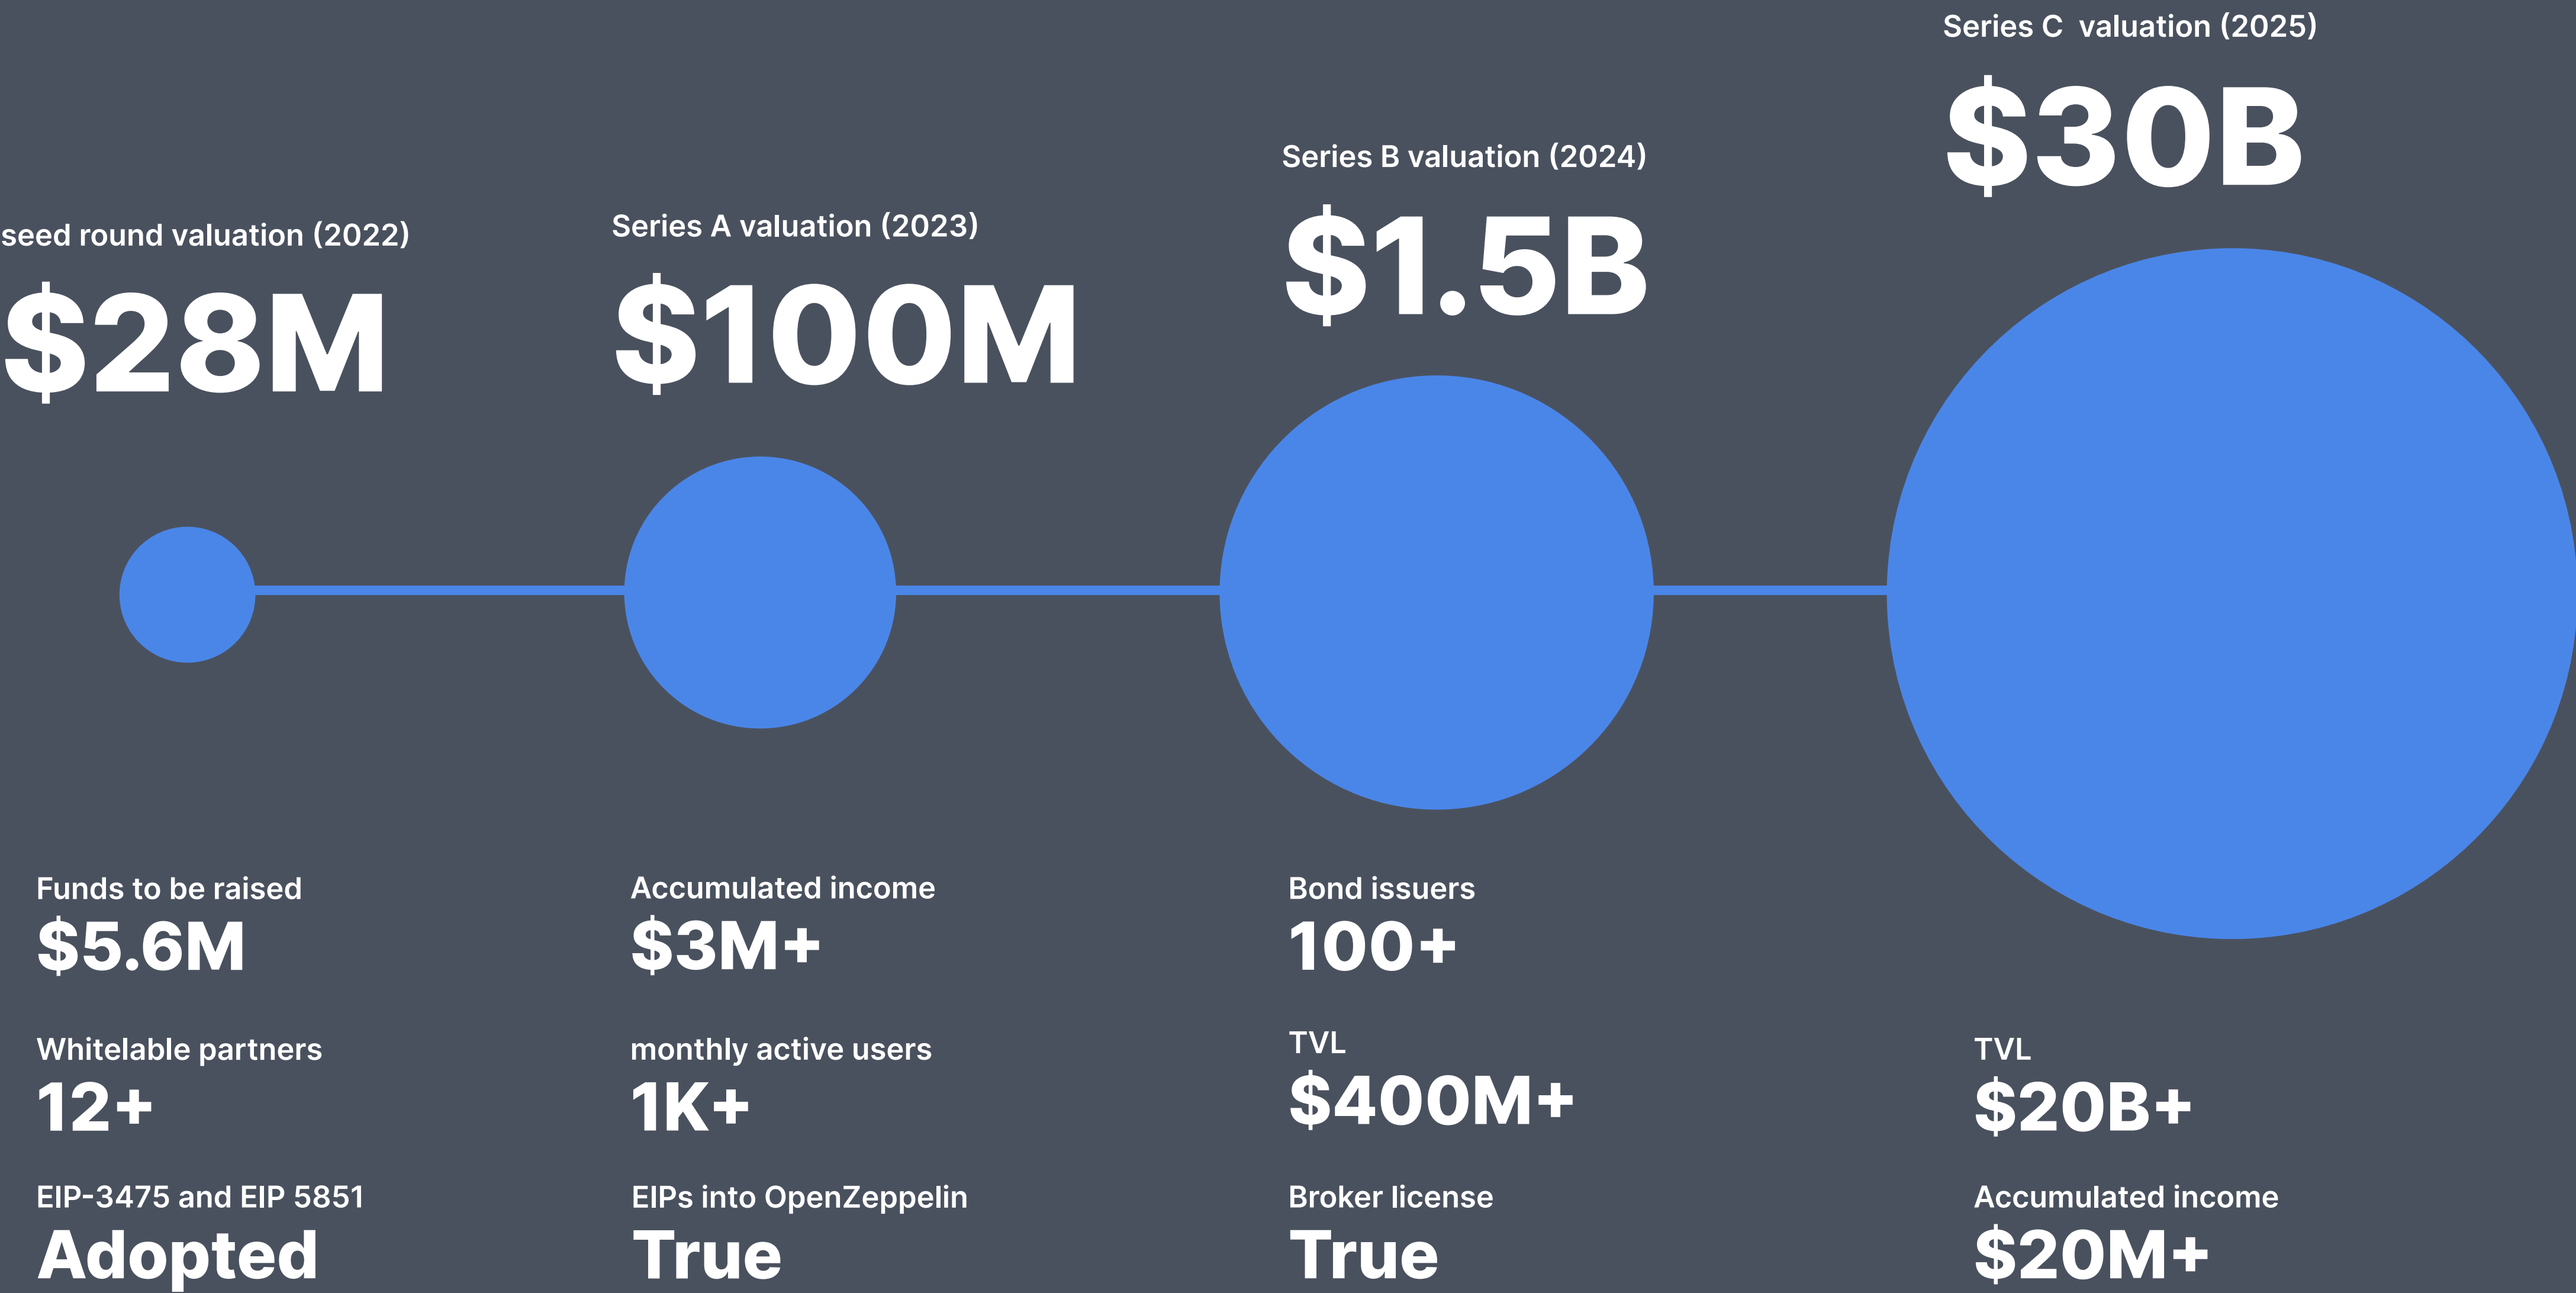 seed round valuation (2022)
$28M
Series A valuation (2023)
$100M
Series B valuation (2024)
$1.5B
Series C  valuation (2025)
$30B
Funds to be raised
$5.6M
Whitelable partners
12+
EIP-3475 and EIP 5851
Adopted
Accumulated income
$3M+
monthly active users
1K+
EIPs into OpenZeppelin
True
Bond issuers
100+
TVL
$400M+
Broker license
True
TVL
$20B+
Accumulated income
$20M+